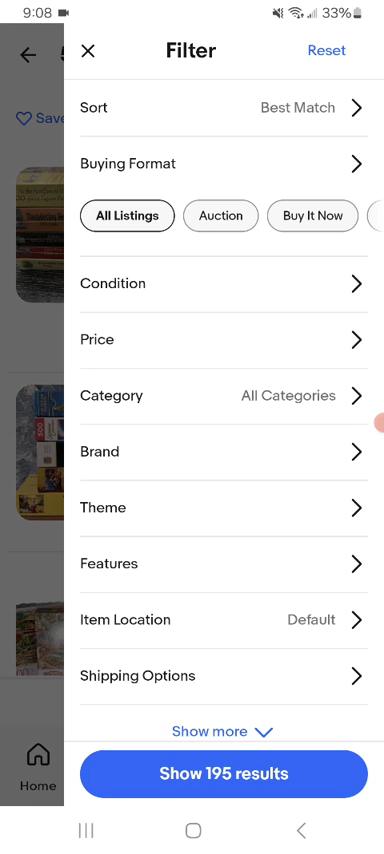 9:08
33%
Filter
Reset
Save
Sort
Best Match
Buying Format
All Listings
Auction
Buy It Now
Condition
Price
Category
All Categories
Brand
Theme
Features
Item Location
Default
Shipping Options
Show more
Show 195 results
Home